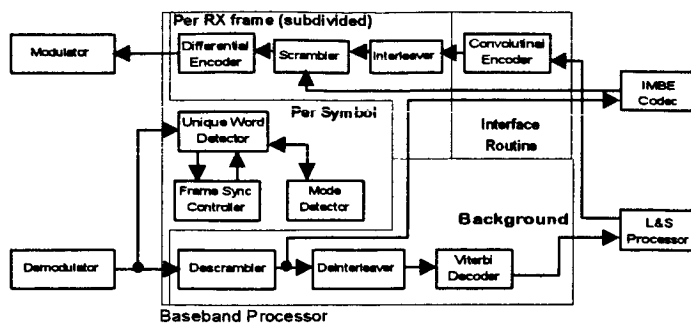 Per RX frame (subdivided)
Modulator
Differential
Encoder
Scrambler
Interleaver
Convolutinal
Encoder
IMBE
Codec
Per Symbol
Unique Word
Detector
Interface
Routine
Frame Sync
Controller
Mode
Detector
Background
L&S
Processor
Demodulator
Descrambler
Deinterleaver
Viterbi
Decoder
Baseband Processor